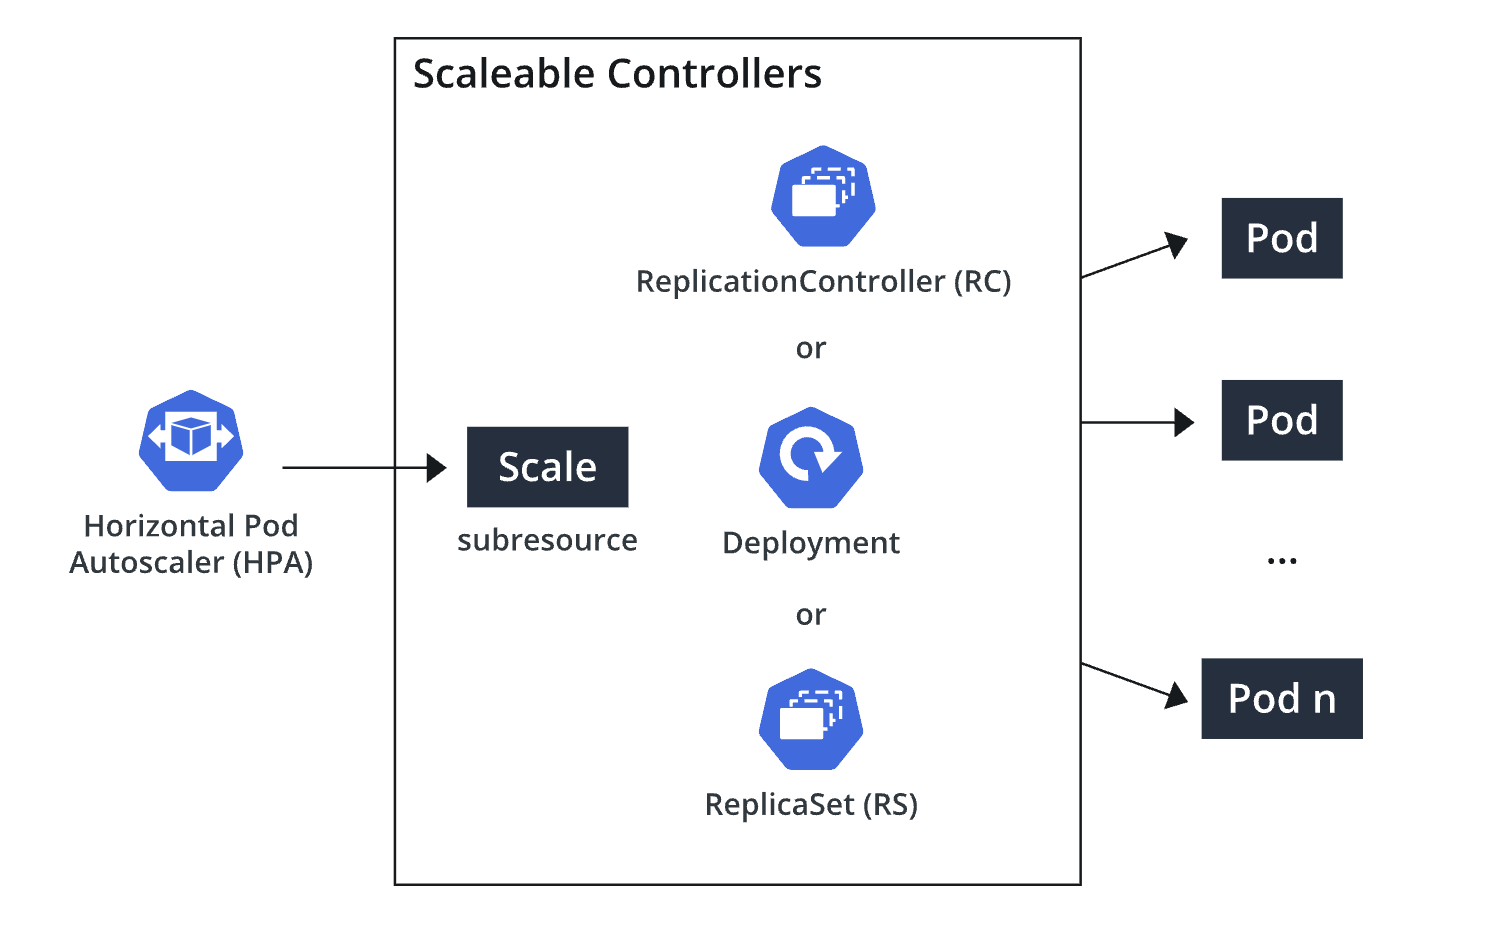 Scaleable Controllers
ReplicationController (RC)
or
Horizontal Pod
Autoscaler (HPA)
Scale
subresource
Deployment
or
ReplicaSet (RS)
Pod
Pod
...
Pod n